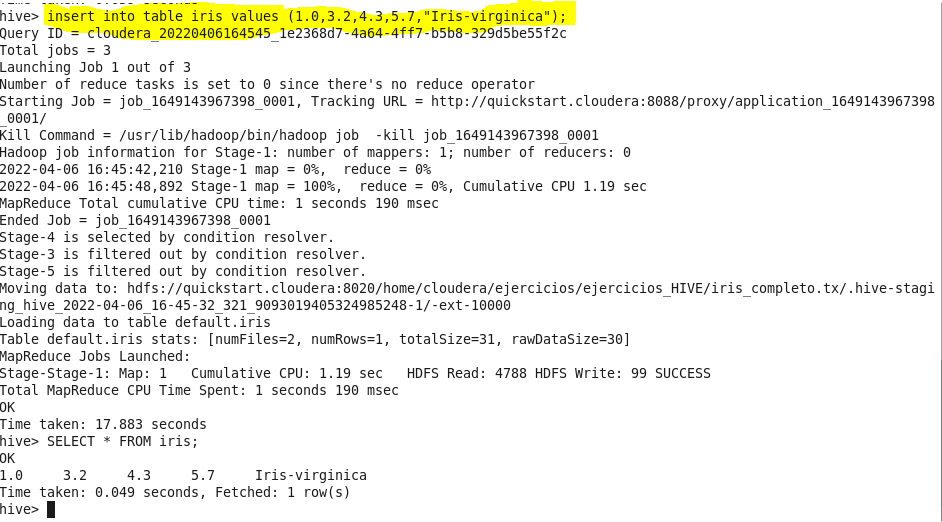 hive> insert into table iris values (1.0,3.2,4.3,5.7,"Iris-virginica");
Query ID = cloudera_20220406164545_1e2368d7-4a64-4ff7-b5b8-329d5be55f2c
Total jobs = 3
Launching Job 1 out of 3
Number of reduce tasks is set to 0 since there's no reduce operator
Starting Job = job_1649143967398_0001, Tracking URL = http://quickstart.cloudera:8088/proxy/application_1649143967398
_0001/
Kill Command = /usr/lib/hadoop/bin/hadoop job  -kill job_1649143967398_0001
Hadoop job information for Stage-1: number of mappers: 1; number of reducers: 0
2022-04-06 16:45:42,210 Stage-1 map = 0%,  reduce = 0%
2022-04-06 16:45:48,892 Stage-1 map = 100%,  reduce = 0%, Cumulative CPU 1.19 sec
MapReduce Total cumulative CPU time: 1 seconds 190 msec
Ended Job = job_1649143967398_0001
Stage-4 is selected by condition resolver.
Stage-3 is filtered out by condition resolver.
Stage-5 is filtered out by condition resolver.
Moving data to: hdfs://quickstart.cloudera:8020/home/cloudera/ejercicios/ejercicios_HIVE/iris_completo.tx/.hive-stagi
ng_hive_2022-04-06_16-45-32_321_9093019405324985248-1/-ext-10000
Loading data to table default.iris
Table default.iris stats: [numFiles=2, numRows=1, totalSize=31, rawDataSize=30]
MapReduce Jobs Launched:
Stage-Stage-1: Map: 1   Cumulative CPU: 1.19 sec   HDFS Read: 4788 HDFS Write: 99 SUCCESS
Total MapReduce CPU Time Spent: 1 seconds 190 msec
OK
Time taken: 17.883 seconds
hive> SELECT * FROM iris;
OK
1.0     3.2     4.3     5.7     Iris-virginica
Time taken: 0.049 seconds, Fetched: 1 row(s)
hive>